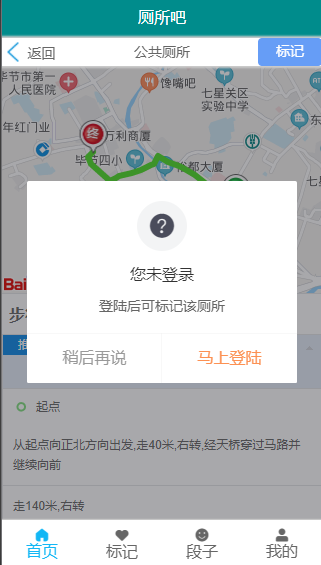 厕所吧
返回
公共厕所
标记
毕节市第一
人民医院
馋嘴吧
七星关区
实验中学
年红门业
终
万利商厦
东
毕节四小
裕都大厦
您未登录
登陆后可标记该厕所
Bai
步
稍后再说
马上登陆
推
起点
从起点向正北方向出发,走40米,右转,经天桥穿过马路并
继续向前
走140米,右转
首页
标记
段子
我的